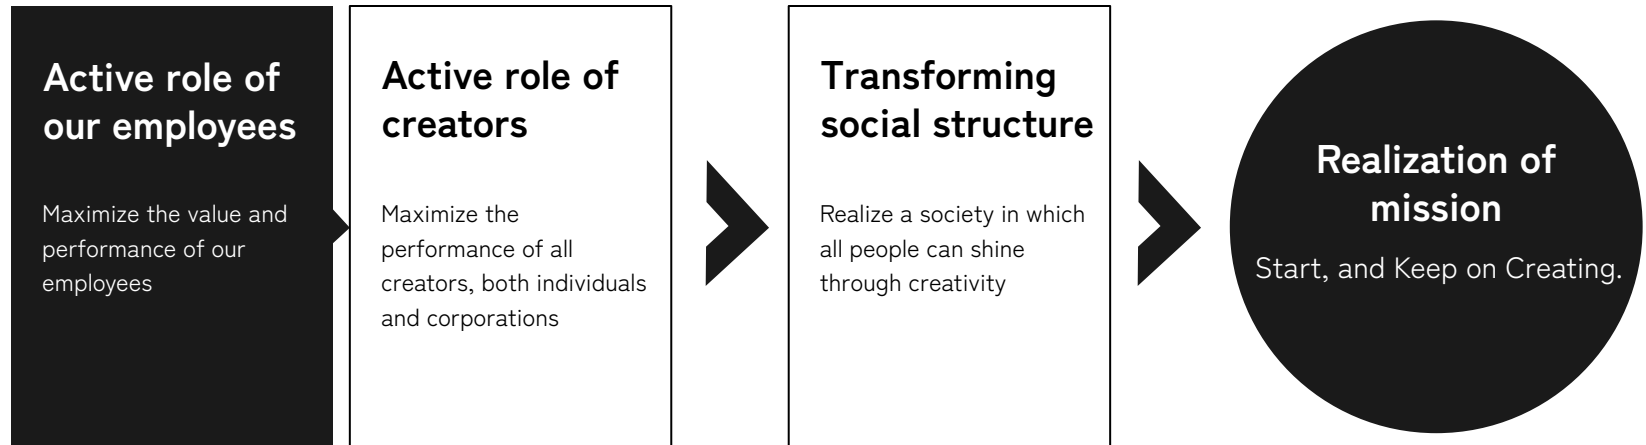 Active role of
our employees
Maximize the value and
performance of our
employees
Active role of
creators
Maximize the
performance of all
creators, both individuals
and corporations
Transforming
social structure
Realize a society in which
all people can shine
through creativity
Realization of
mission
Start, and Keep on Creating.